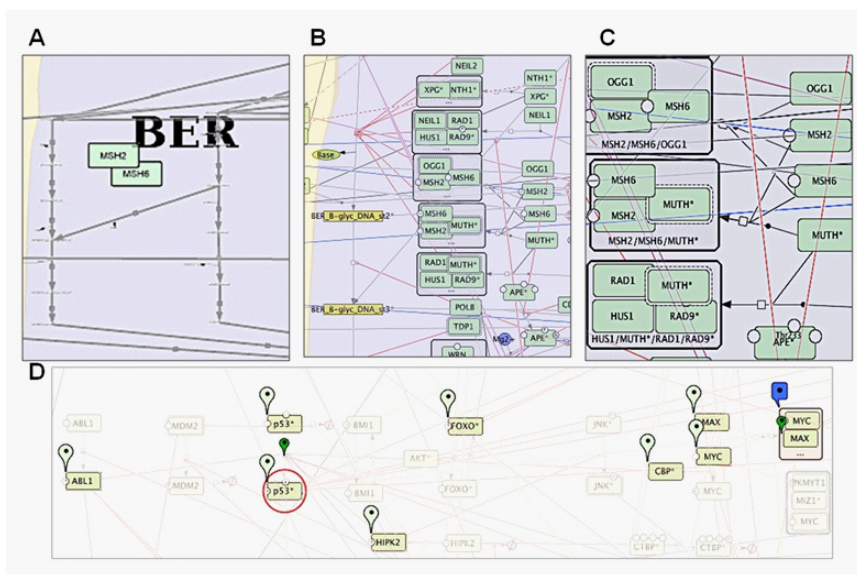 A
BER
MSH2
MSH6
B
NEIL2
XPG* NTH1*
...
NTH1*
XPG*
NEIL1
NEIL1 RAD1
HUS1 RAD9*
...
Base
OGG1
MSH2 MSH6
...
OGG1
MSH2
BER_B-glyc_DNA_st2*
MSH6
MSH2 MUTH*
...
MSH6
MUTH*
RAD1 MUTH*
HUS1 RAD9*
...
APE*
BER_B-glyc_DNA_st3*
POLB
TDP1
Mg2+
APE*
WRN
C
OGG1
MSH6
MSH2
MSH2/MSH6/OGG1
OGG1
MSH2
MSH6
MSH2
MUTH*
MSH2/MSH6/MUTH*
MSH6
MUTH*
RAD1
MUTH*
HUS1
RAD9*
HUS1/MUTH*/RAD1/RAD9*
Thr233
APE*
D
ABL1
MDM2
p53*
BMI1
FOXO*
JNK*
MAX
MYC
MAX
...
AKT*
MYC
ABL1
MDM2
p53*
BMI1
FOXO*
JNK*
CBP*
MYC
PKMYT1
MIZ1*
MYC
HIPK2
HIPK2
CTBP*
CTBP*